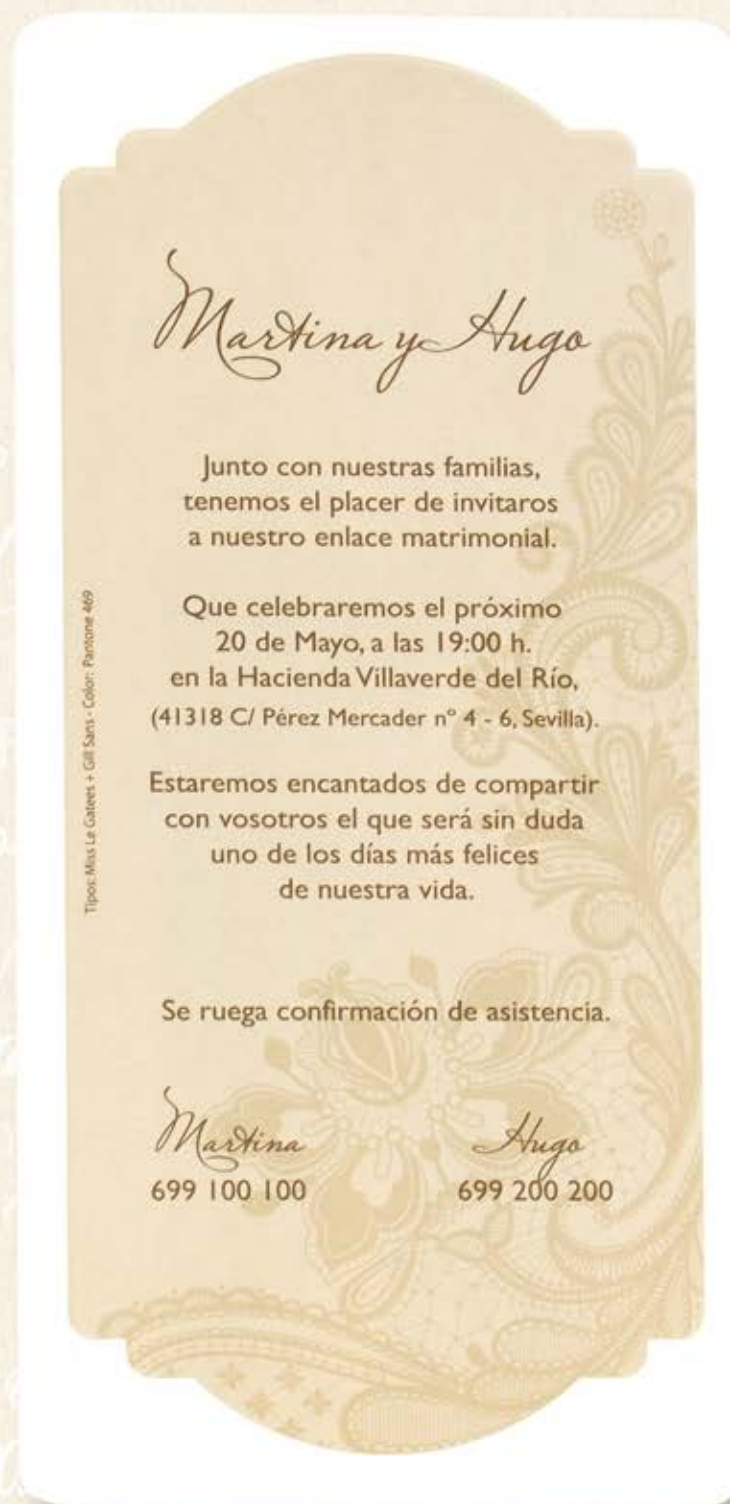 Martina y Hugo
Junto con nuestras familias,
tenemos el placer de invitaros
a nuestro enlace matrimonial.
Que celebraremos el próximo
20 de Mayo, a las 19:00 h.
en la Hacienda Villaverde del Río,
(41318 C/ Pérez Mercader nº 4 - 6, Sevilla).
Estaremos encantados de compartir
con vosotros el que será sin duda
uno de los días más felices
de nuestra vida.
Se ruega confirmación de asistencia.
Martina Hugo
699 100 100 699 200 200
Tipos: Miss Le Gatees + Gill Sans - Color: Pantone 469